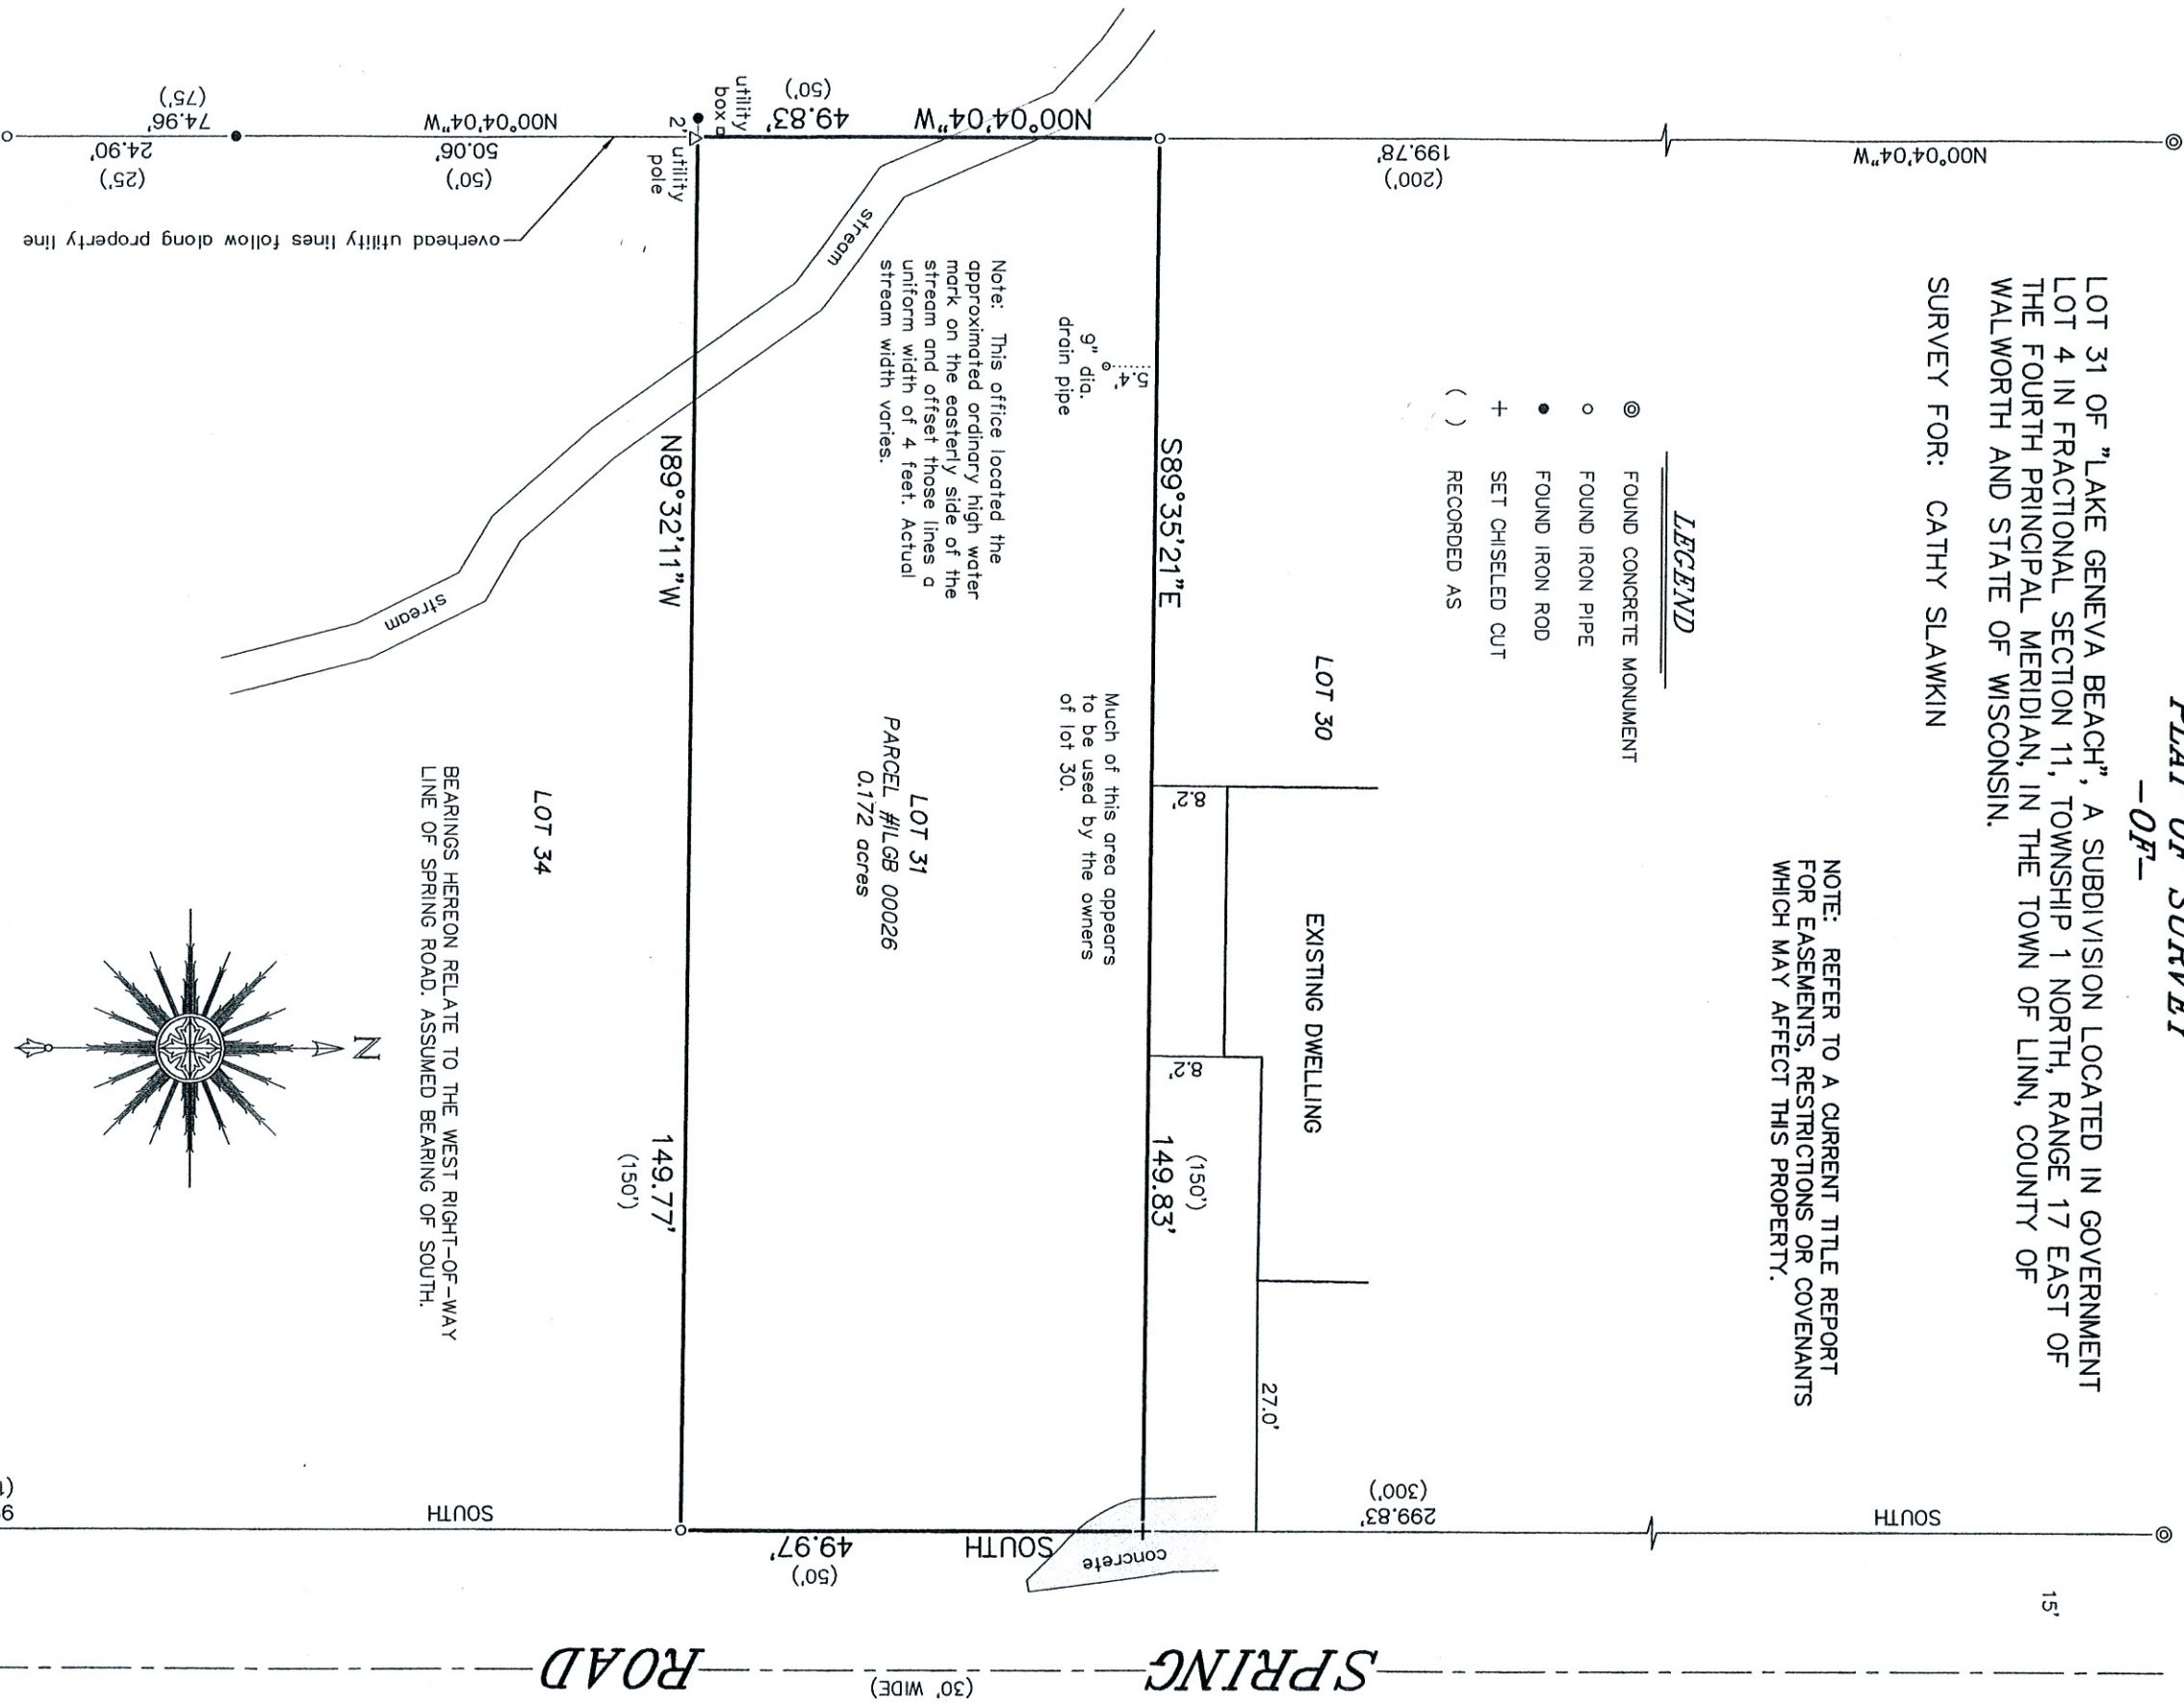 PLAT OF SURVEY
-OF-
LOT 31 OF "LAKE GENEVA BEACH", A SUBDIVISION LOCATED IN GOVERNMENT
LOT 4 IN FRACTIONAL SECTION 11, TOWNSHIP 1 NORTH, RANGE 17 EAST OF
THE FOURTH PRINCIPAL MERIDIAN, IN THE TOWN OF LINN, COUNTY OF
WALWORTH AND STATE OF WISCONSIN.
SURVEY FOR: CATHY SLAWKIN
NOTE: REFER TO A CURRENT TITLE REPORT
FOR EASEMENTS, RESTRICTIONS OR COVENANTS
WHICH MAY AFFECT THIS PROPERTY.
LEGEND
◎ FOUND CONCRETE MONUMENT
○ FOUND IRON PIPE
● FOUND IRON ROD
+ SET CHISELED CUT
( ) RECORDED AS
N00°04'04"W
199.78'
(200')
SOUTH
299.83'
(300')
15'
LOT 30
EXISTING DWELLING
27.0'
8.2'
8.2'
S89°35'21"E
(150')
149.83'
5.4'
9" dia.
drain pipe
Much of this area appears
to be used by the owners
of lot 30.
concrete
N00°04'04"W
49.83'
(50')
stream
Note: This office located the
approximated ordinary high water
mark on the easterly side of the
stream and offset those lines a
uniform width of 4 feet. Actual
stream width varies.
LOT 31
PARCEL #ILGB 00026
0.172 acres
SOUTH
49.97'
(50')
utility
box
2'
utility
pole
N89°32'11"W
149.77'
(150')
N00°04'04"W
50.06'
(50')
74.96'
(75')
24.90'
(25')
overhead utility lines follow along property line
stream
LOT 34
BEARINGS HEREON RELATE TO THE WEST RIGHT-OF-WAY
LINE OF SPRING ROAD. ASSUMED BEARING OF SOUTH.
N
SOUTH
SPRING
(30' WIDE)
ROAD